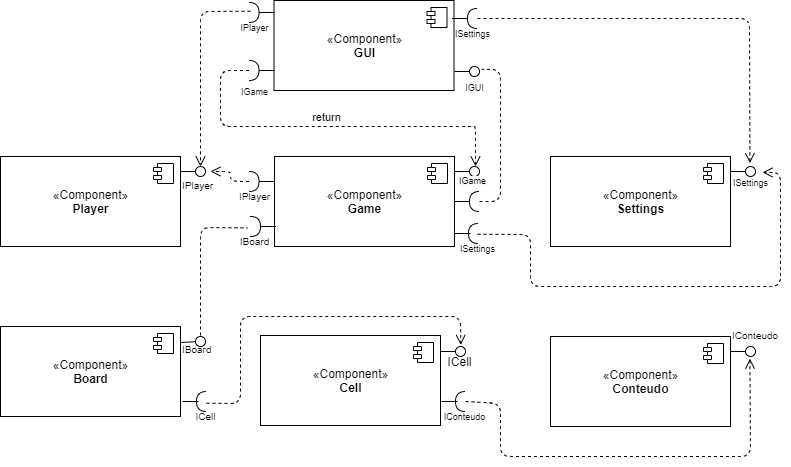 IPlayer
«Component»
GUI
ISettings
IGame
IGUI
return
«Component»
Player
IPlayer
IPlayer
«Component»
Game
IGame
IBoard
ISettings
«Component»
Settings
ISettings
«Component»
Board
IBoard
ICell
«Component»
Cell
ICell
IConteudo
«Component»
Conteudo
IConteudo